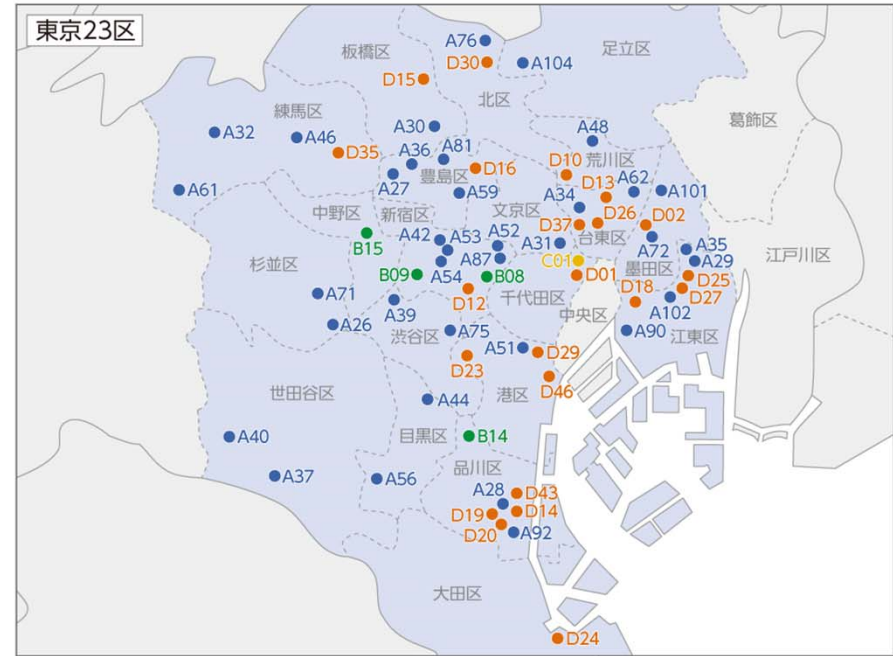 東京23区
A76
足立区
板橋区
D30
A104
D15
北区
葛飾区
練馬区
A32
A46
A30
A48
A36
A81
荒川区
D35
D10
豊島区
D16
A61
A27
A59
D13
A62
A101
文京区
A34
中野区
新宿区
D26
D02
D37
台東区
B15
A42
A53
A52
A31
A72
A35
江戸川区
杉並区
A54
A87
C01
A29
墨田区
B09
B08
D01
D25
D12
千代田区
D18
D27
A71
A39
A102
中央区
A26
渋谷区
A75
A90
江東区
A51
D29
D23
D46
世田谷区
A44
港区
A40
目黒区
B14
品川区
A37
A56
A28
D43
D19
D14
D20
A92
大田区
D24